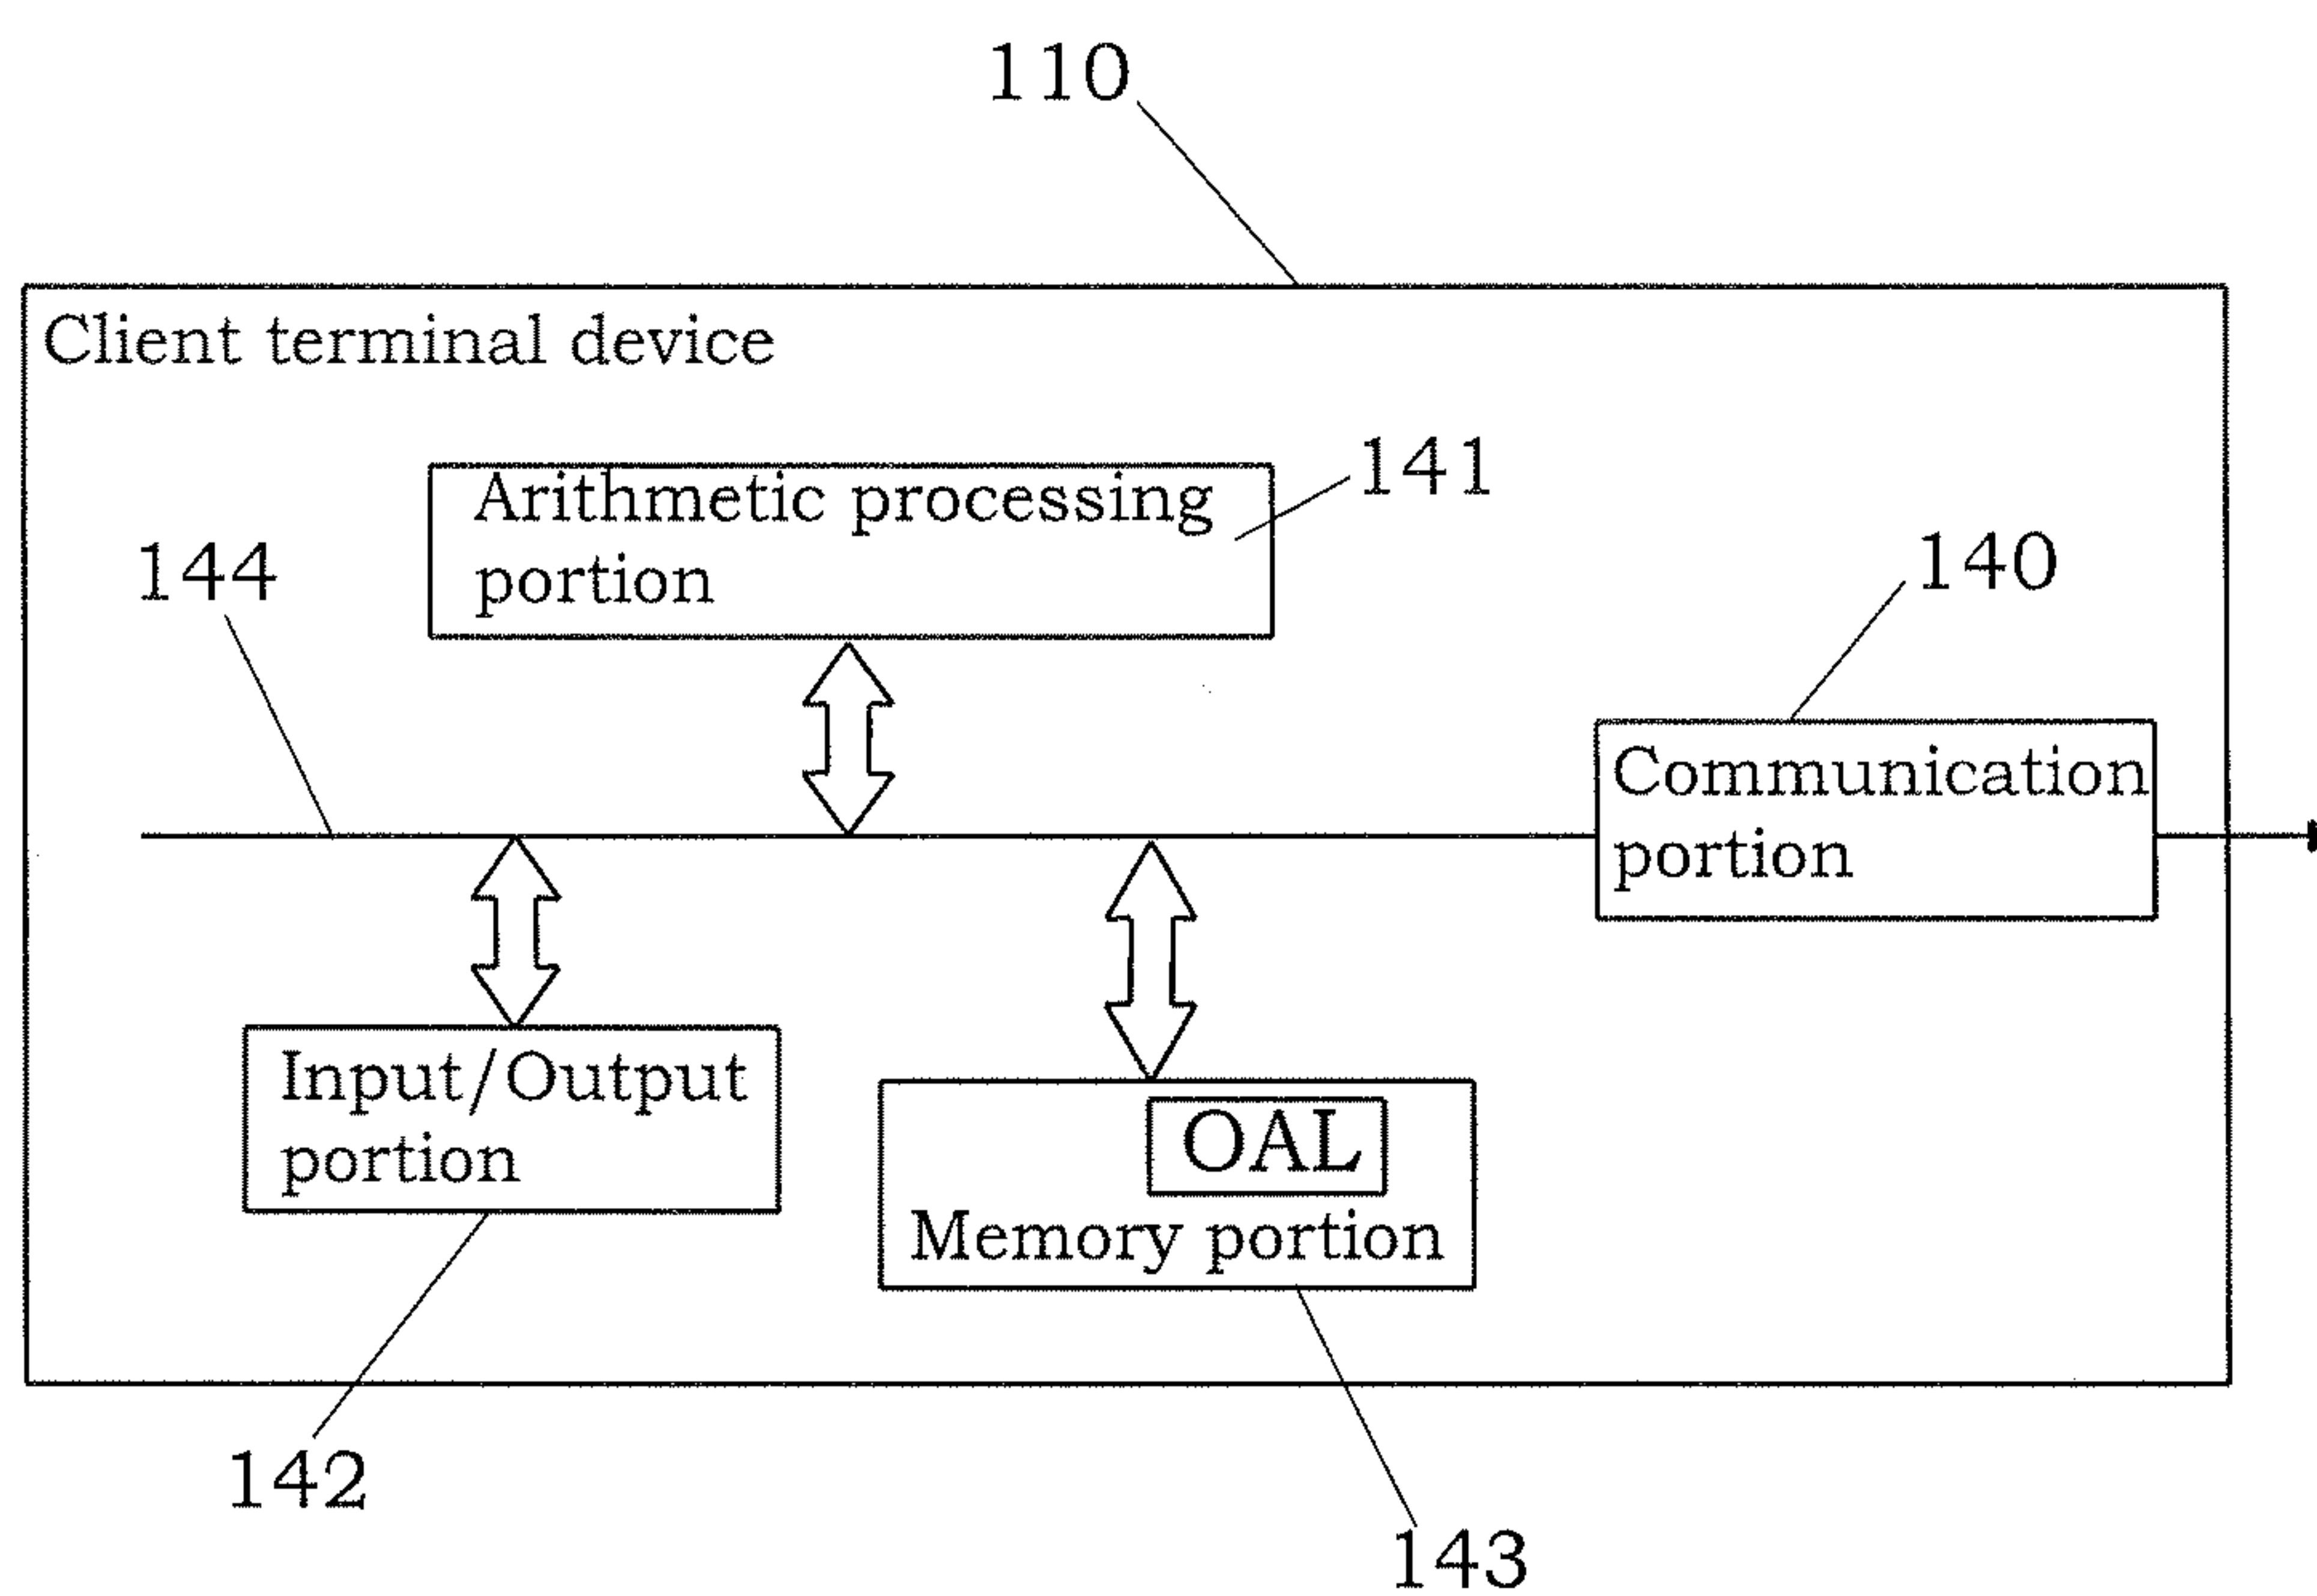 110
Client terminal device
Arithmetic processing
portion
141
144
140
Communication
portion
Input/Output
portion
OAL
Memory portion
142
143